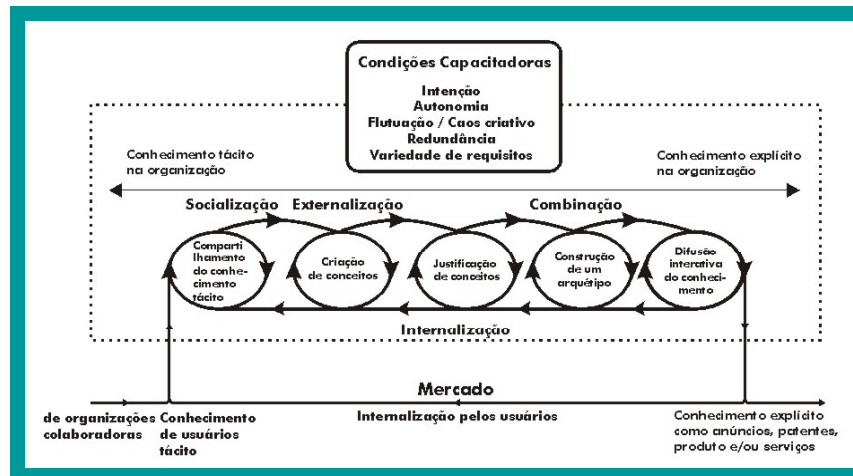 Condições Capacitadoras
Intenção
Autonomia
Flutuação / Caos criativo
Redundância
Variedade de requisitos
Conhecimento tácito
na organização
Conhecimento explícito
na organização
Socialização
Externalização
Combinação
Comparti
lhamento
do conhe-
cimento
tácito
Criação
de conceitos
Justificação
de conceitos
Construção
de um
arquétipo
Difusão
interativa
do conheci-
mento
Internalização
Mercado
de organizações
colaboradoras
Conhecimento
de usuários
tácito
Internalização pelos usuários
Conhecimento explícito
como anúncios, patentes,
produto e/ou serviços